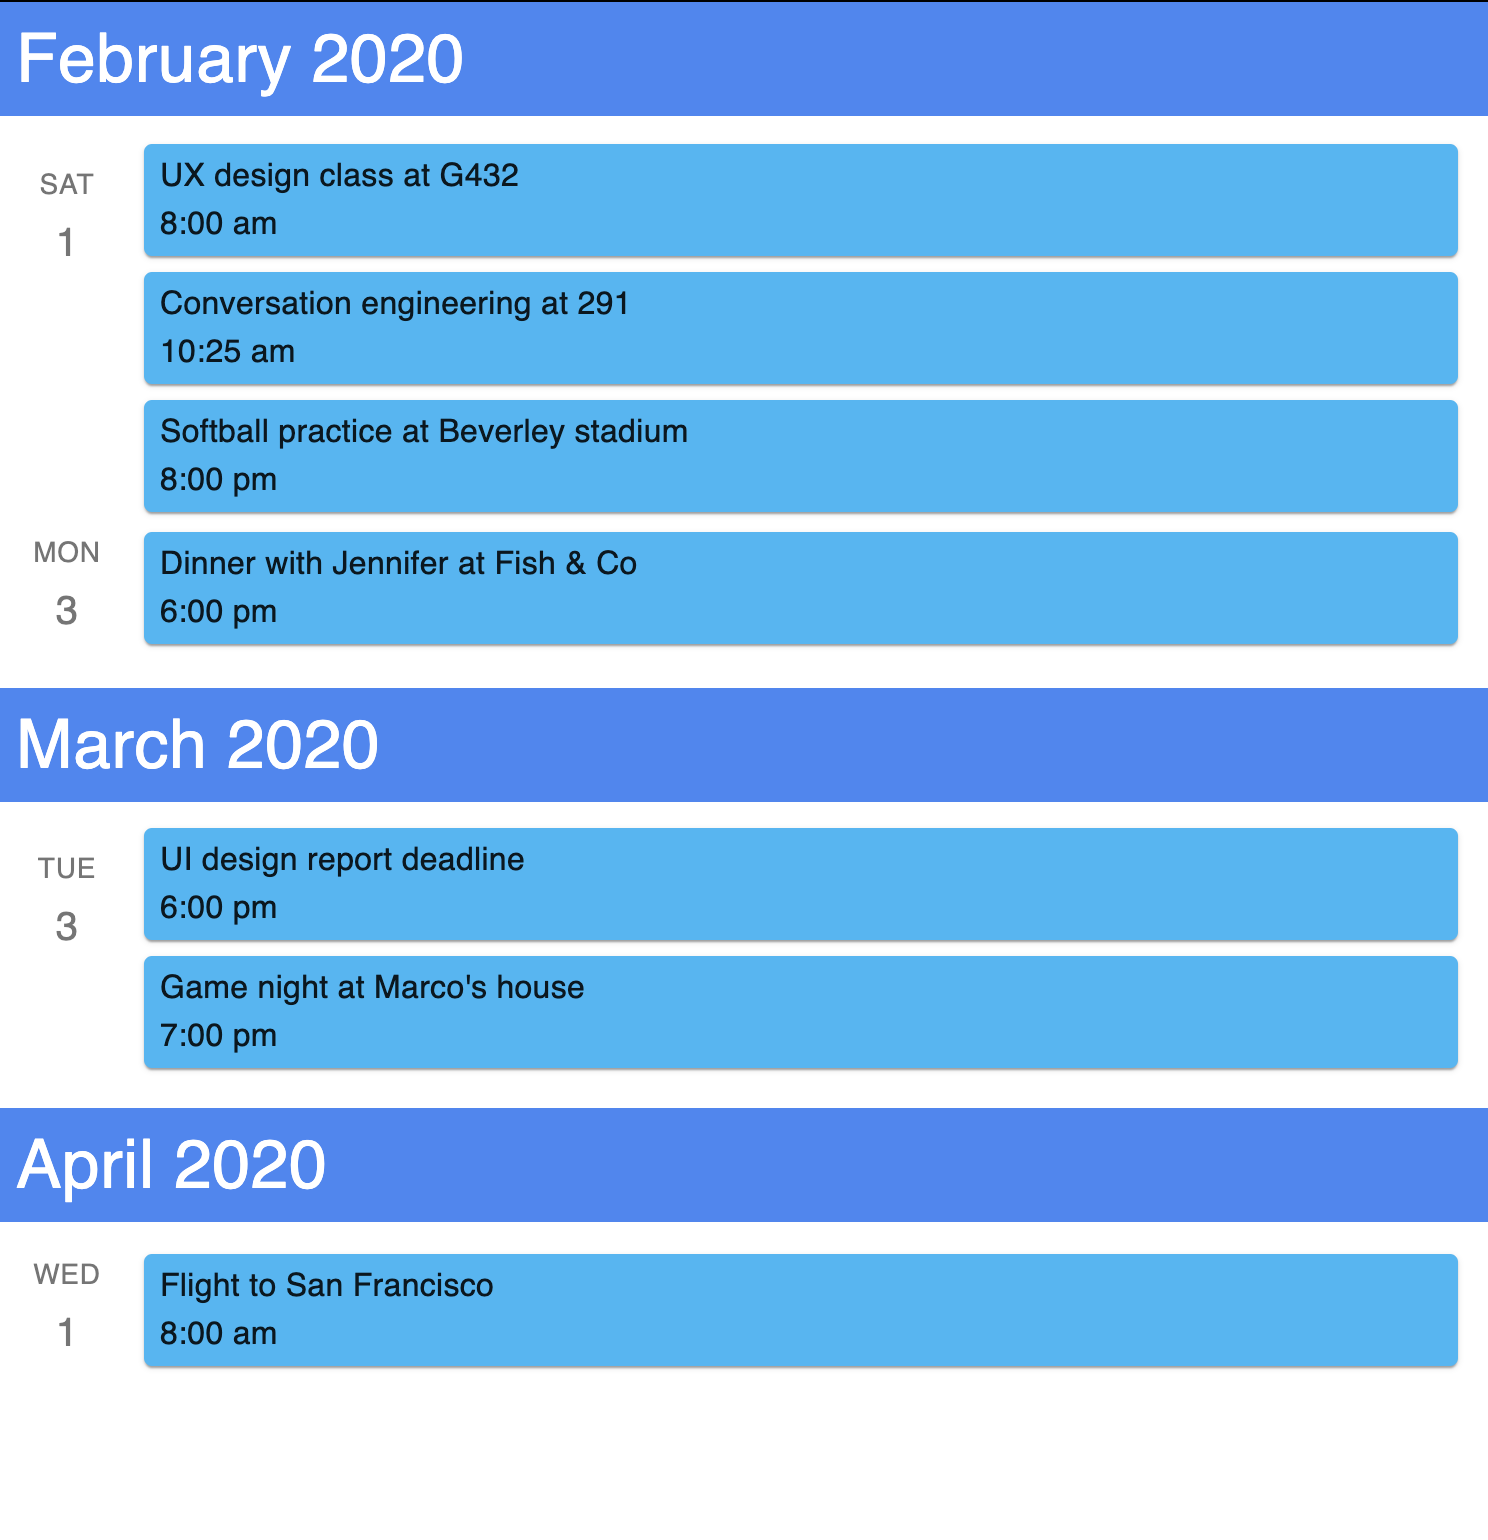 February 2020
SAT
1
UX design class at G432
8:00 am
Conversation engineering at 291
10:25 am
Softball practice at Beverley stadium
8:00 pm
MON
3
Dinner with Jennifer at Fish & Co
6:00 pm
March 2020
TUE
3
UI design report deadline
6:00 pm
Game night at Marco's house
7:00 pm
April 2020
WED
1
Flight to San Francisco
8:00 am